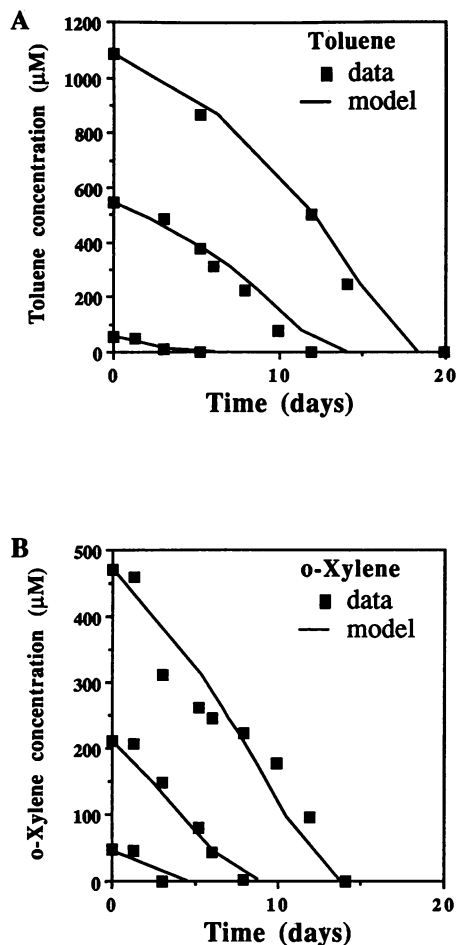 A
Toluene
data
model
Toluene concentration (µM)
1200
1000
800
600
400
200
0
0
10
20
Time (days)
B
o-Xylene
data
model
o-Xylene concentration (µM)
500
400
300
200
100
0
0
10
20
Time (days)